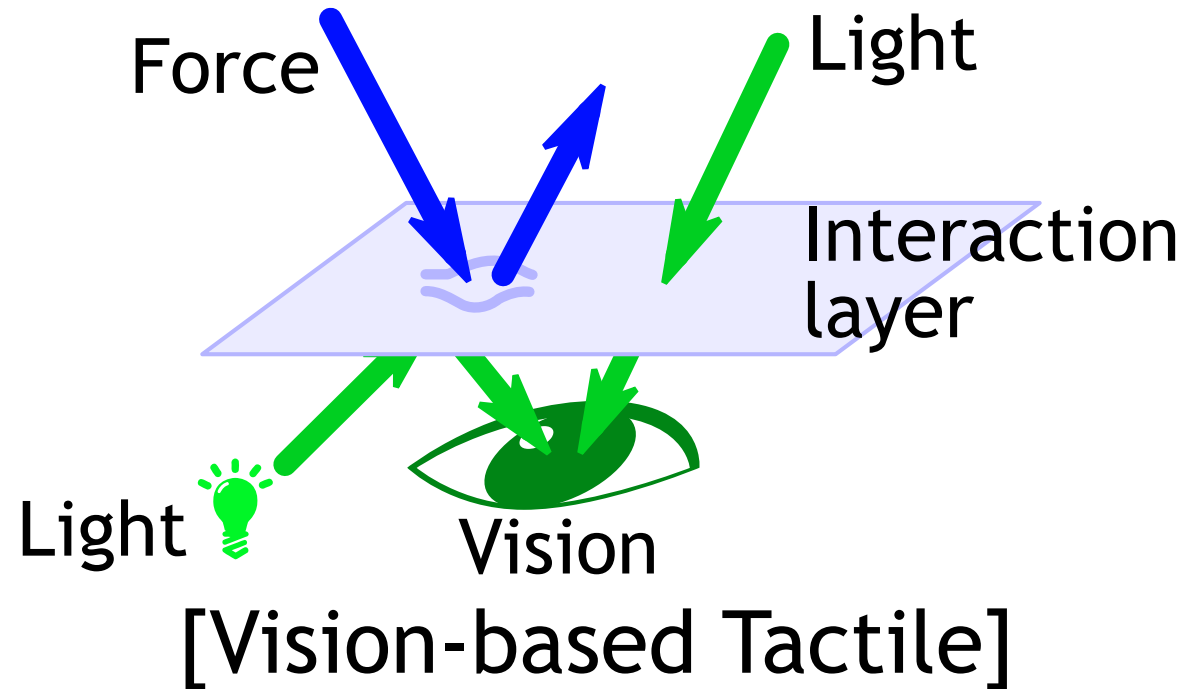 Force
Light
Interaction
layer
Light
Vision
[Vision-based Tactile]